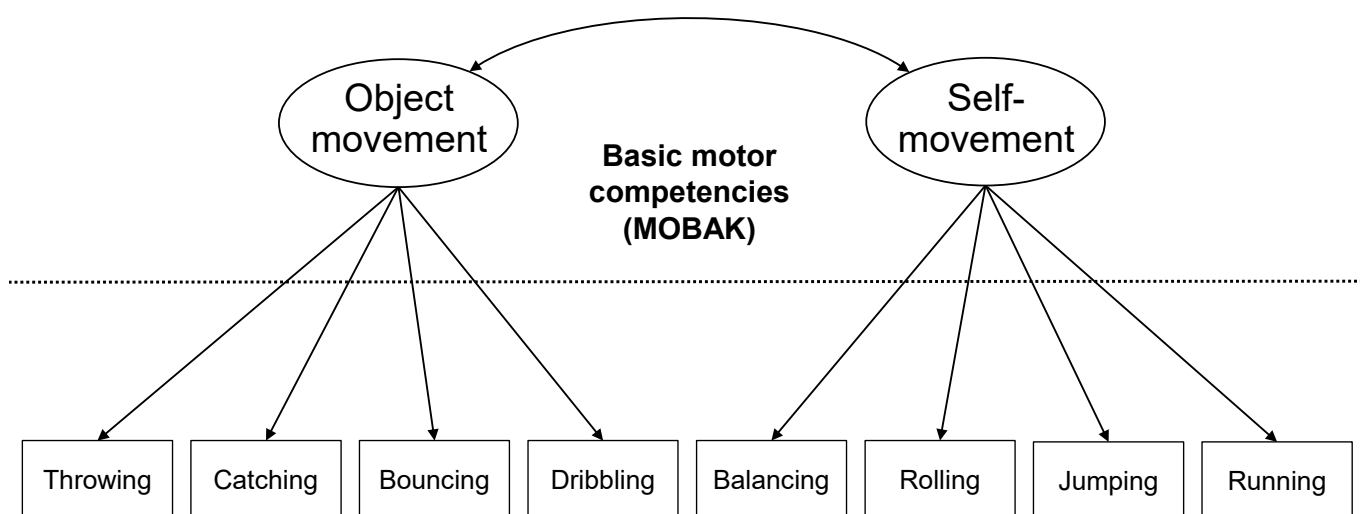 Object
movement
Self-
movement
Basic motor
competencies
(MOBAK)
Throwing
Catching
Bouncing
Dribbling
Balancing
Rolling
Jumping
Running